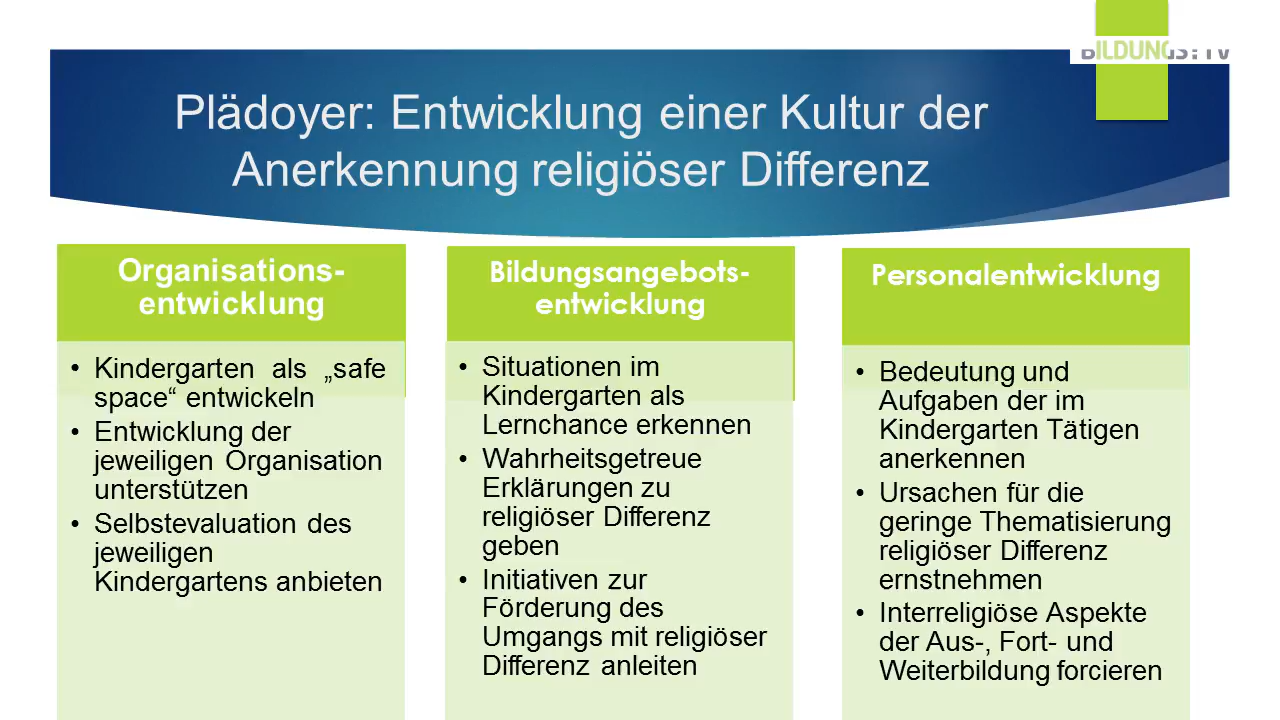 BILDUNGS.TV
Plädoyer: Entwicklung einer Kultur der
Anerkennung religiöser Differenz
Organisations-
entwicklung
• Kindergarten als „safe
space“ entwickeln
• Entwicklung der
jeweiligen Organisation
unterstützen
• Selbstevaluation des
jeweiligen
Kindergartens anbieten
Bildungsangebots-
entwicklung
• Situationen im
Kindergarten als
Lernchance erkennen
• Wahrheitsgetreue
Erklärungen zu
religiöser Differenz
geben
• Initiativen zur
Förderung des
Umgangs mit religiöser
Differenz anleiten
Personalentwicklung
• Bedeutung und
Aufgaben der im
Kindergarten Tätigen
anerkennen
• Ursachen für die
geringe Thematisierung
religiöser Differenz
ernstnehmen
• Interreligiöse Aspekte
der Aus-, Fort- und
Weiterbildung forcieren